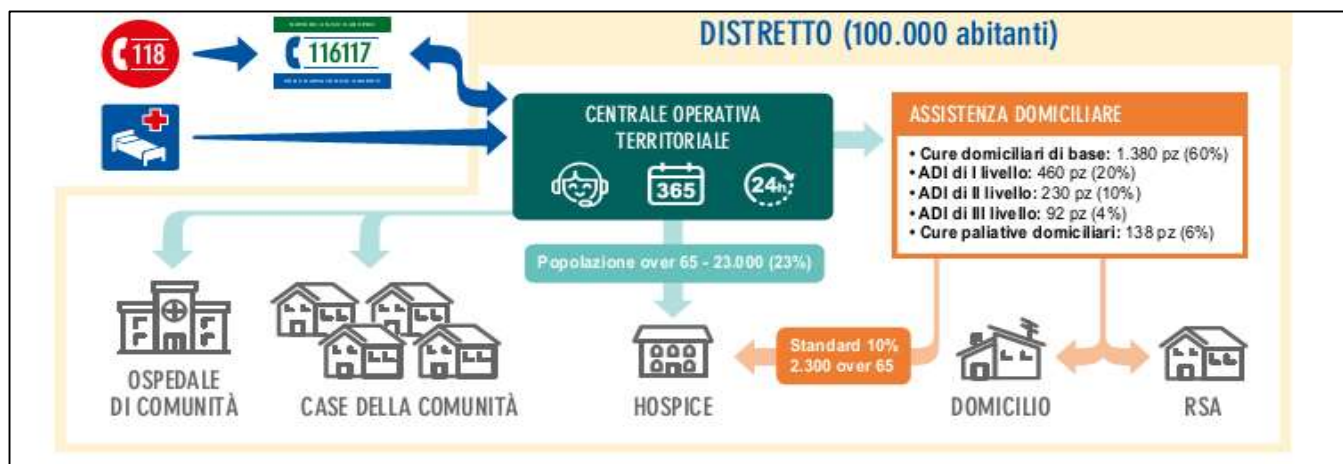 DISTRETTO (100.000 abitanti)
118
116117
CENTRALE OPERATIVA
TERRITORIALE
365
24h
ASSISTENZA DOMICILIARE
• Cure domiciliari di base: 1.380 pz (60%)
• ADI di I livello: 460 pz (20%)
• ADI di II livello: 230 pz (10%)
• ADI di III livello: 92 pz (4%)
• Cure paliative domiciliari: 138 pz (6%)
Popolazione over 65 - 23.000 (23%)
Standard 10%
2.300 over 65
OSPEDALE
DI COMUNITÀ
CASE DELLA COMUNITÀ
HOSPICE
DOMICILIO
RSA